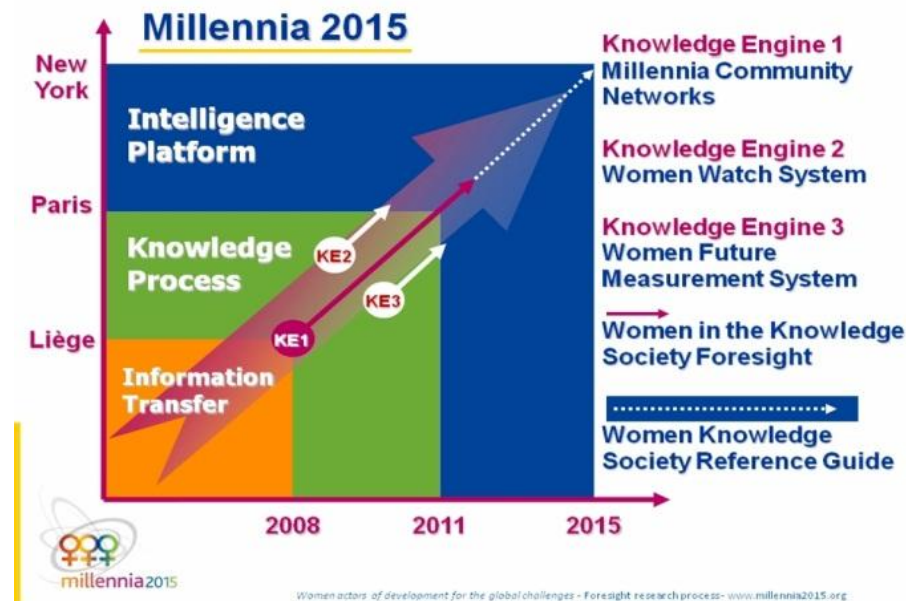 Millennia 2015
New
York
Paris
Liège
Intelligence
Platform
Knowledge
Process
Information
Transfer
KE2
KE3
KE1
2008
2011
2015
Knowledge Engine 1
Millennia Community
Networks
Knowledge Engine 2
Women Watch System
Knowledge Engine 3
Women Future
Measurement System
Women in the Knowledge
Society Foresight
Women Knowledge
Society Reference Guide
millennia2015
Women actors of development for the global challenges - Foresight research process- www.millennia2015.org